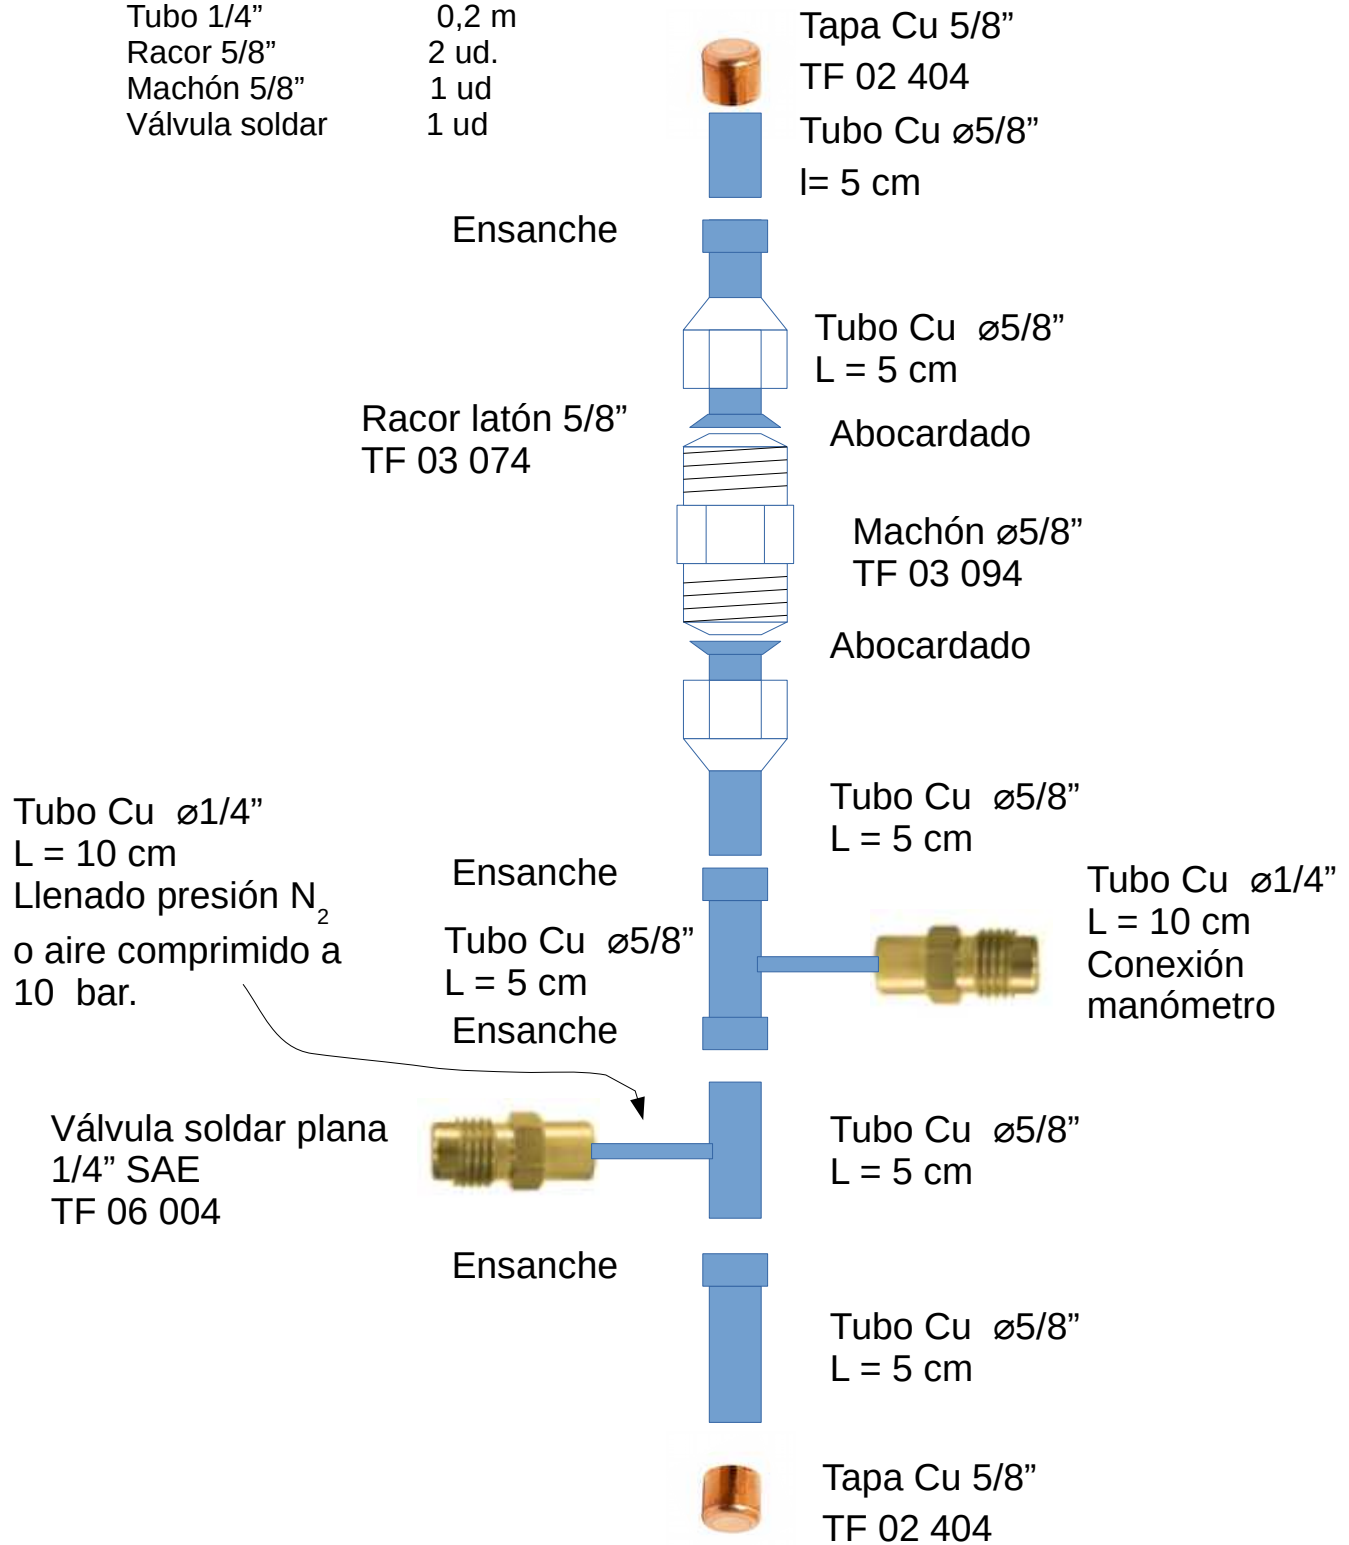 Tubo 1/4” 0,2 m
Racor 5/8” 2 ud.
Machón 5/8” 1 ud
Válvula soldar 1 ud
Tapa Cu 5/8”
TF 02 404
Tubo Cu ⌀5/8”
l= 5 cm
Ensanche
Tubo Cu ⌀5/8”
L = 5 cm
Racor latón 5/8”
TF 03 074
Abocardado
Machón ⌀5/8”
TF 03 094
Abocardado
Tubo Cu ⌀5/8”
L = 5 cm
Tubo Cu ⌀1/4”
L = 10 cm
Llenado presión N2
o aire comprimido a
10 bar.
Ensanche
Tubo Cu ⌀5/8”
L = 5 cm
Ensanche
Tubo Cu ⌀1/4”
L = 10 cm
Conexión
manómetro
Válvula soldar plana
1/4” SAE
TF 06 004
Tubo Cu ⌀5/8”
L = 5 cm
Ensanche
Tubo Cu ⌀5/8”
L = 5 cm
Tapa Cu 5/8”
TF 02 404